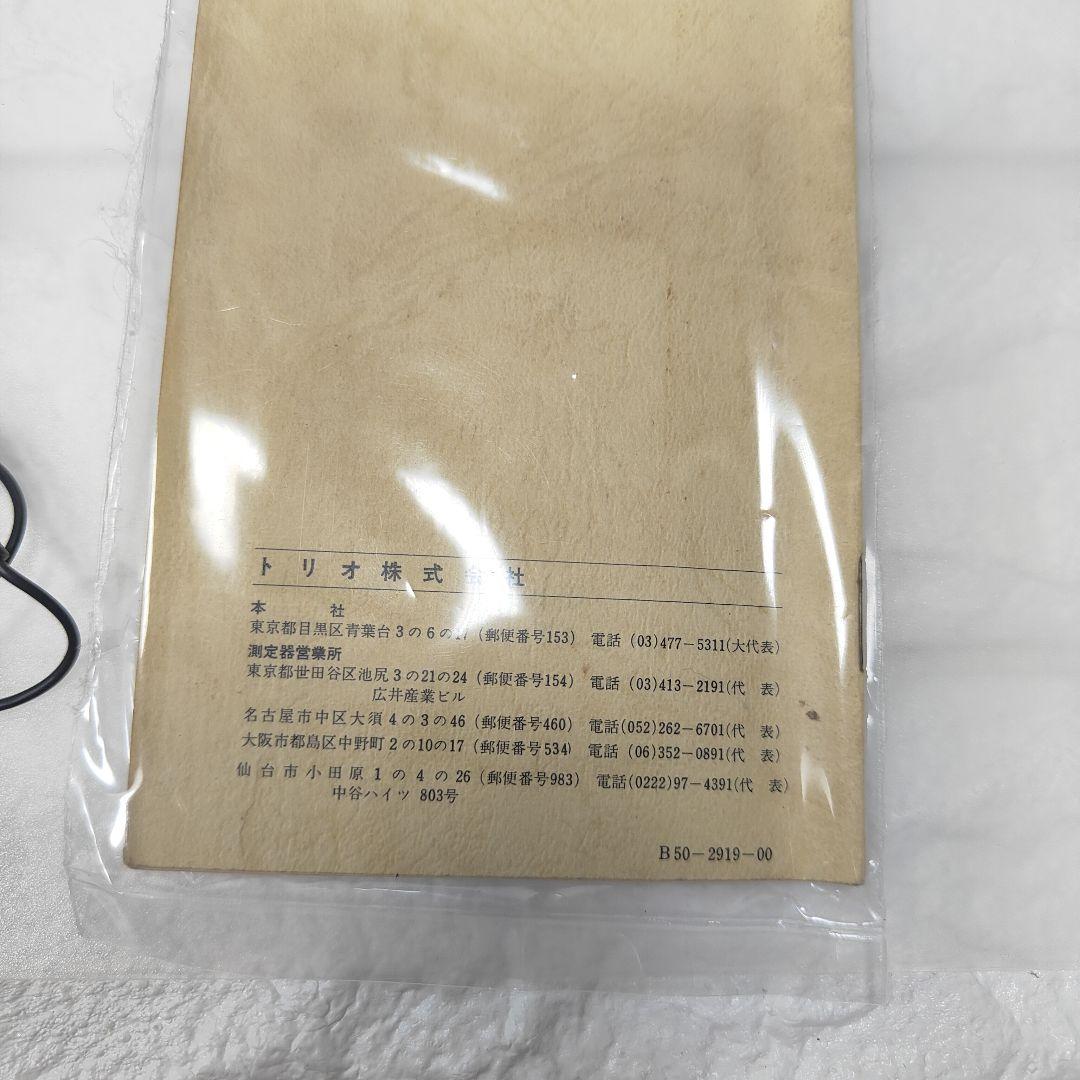 トリオ株式会社
本　　社
東京都目黒区青葉台3の6の17 (郵便番号153) 電話 (03)477-5311(大代表)
測定器営業所
東京都世田谷区池尻3の21の24 (郵便番号154) 電話 (03)413-2191(代　表)
広井産業ビル
名古屋市中区大須4の3の46 (郵便番号460) 電話(052)262-6701(代　表)
大阪市都島区中野町2の10の17 (郵便番号534) 電話 (06)352-0891(代　表)
仙台市小田原1の4の26 (郵便番号983) 電話(0222)97-4391(代　表)
中谷ハイツ 803号
B50-2919-00